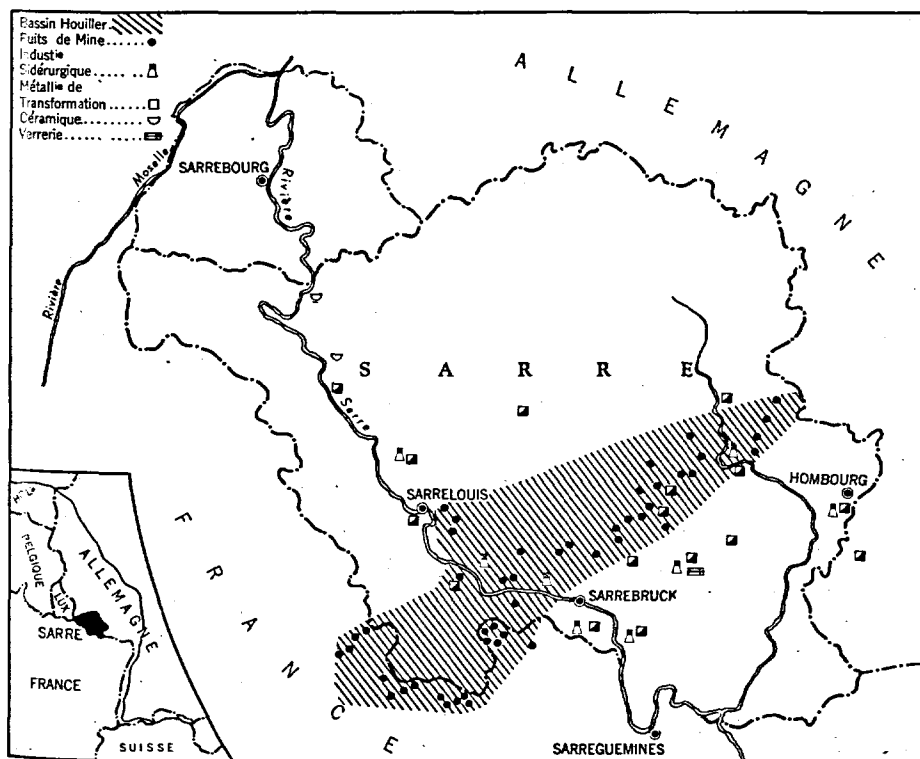 Bassin Houiller
Puits de Mine......
Industie
Sidérurgique.....
Métallie de
Transformation....
Céramique......
Verrerie.........
ALLEMAGNE
Moselle
Rivière
SARREBOURG
Rivière
Sarre
SARRE
SARRELOUIS
HOMBOURG
SARREBRUCK
SARREGUEMINES
FRANCE
BELGIQUE
LUX
ALLEMAGNE
SARRE
FRANCE
SUISSE